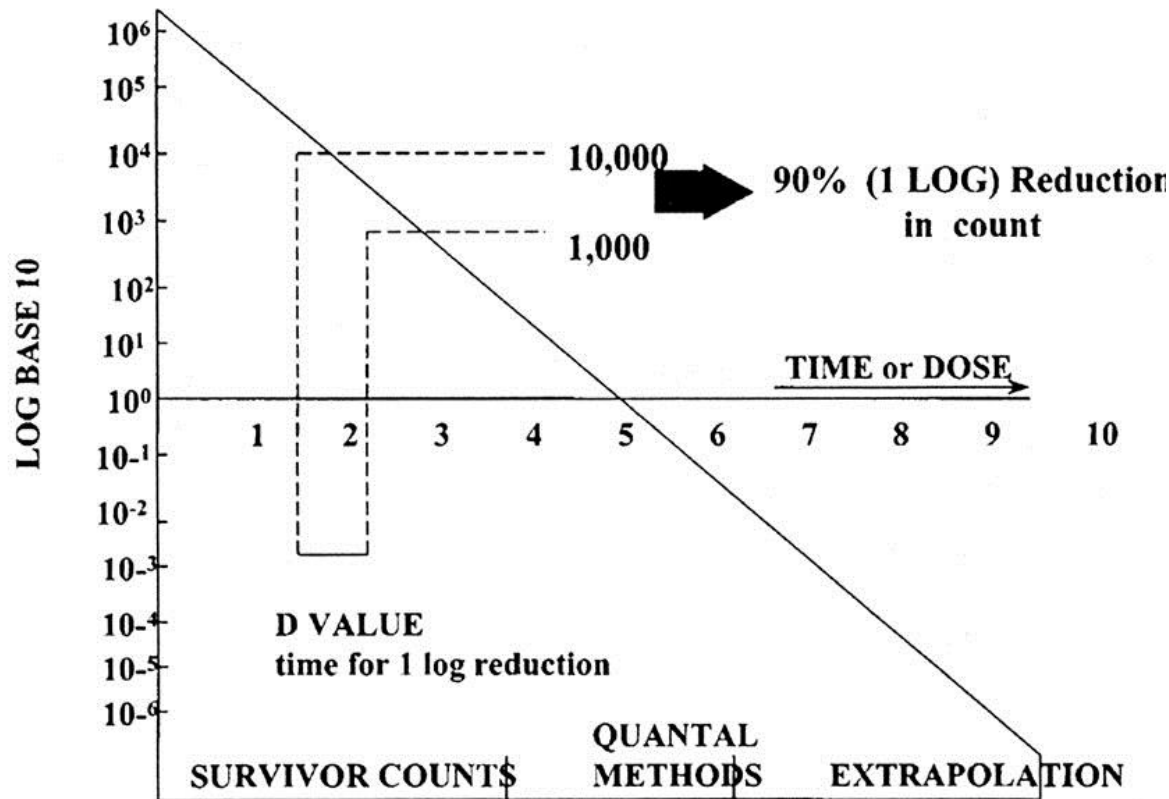 10⁶
10⁵
10⁴
10³
10²
10¹
10⁰
10-¹
10-²
10-³
10-⁴
10-⁵
10-⁶
LOG BASE 10
10,000
1,000
90% (1 LOG) Reduction
in count
TIME or DOSE
1 2 3 4 5 6 7 8 9 10
D VALUE
time for 1 log reduction
SURVIVOR COUNTS
QUANTAL
METHODS
EXTRAPOLATION